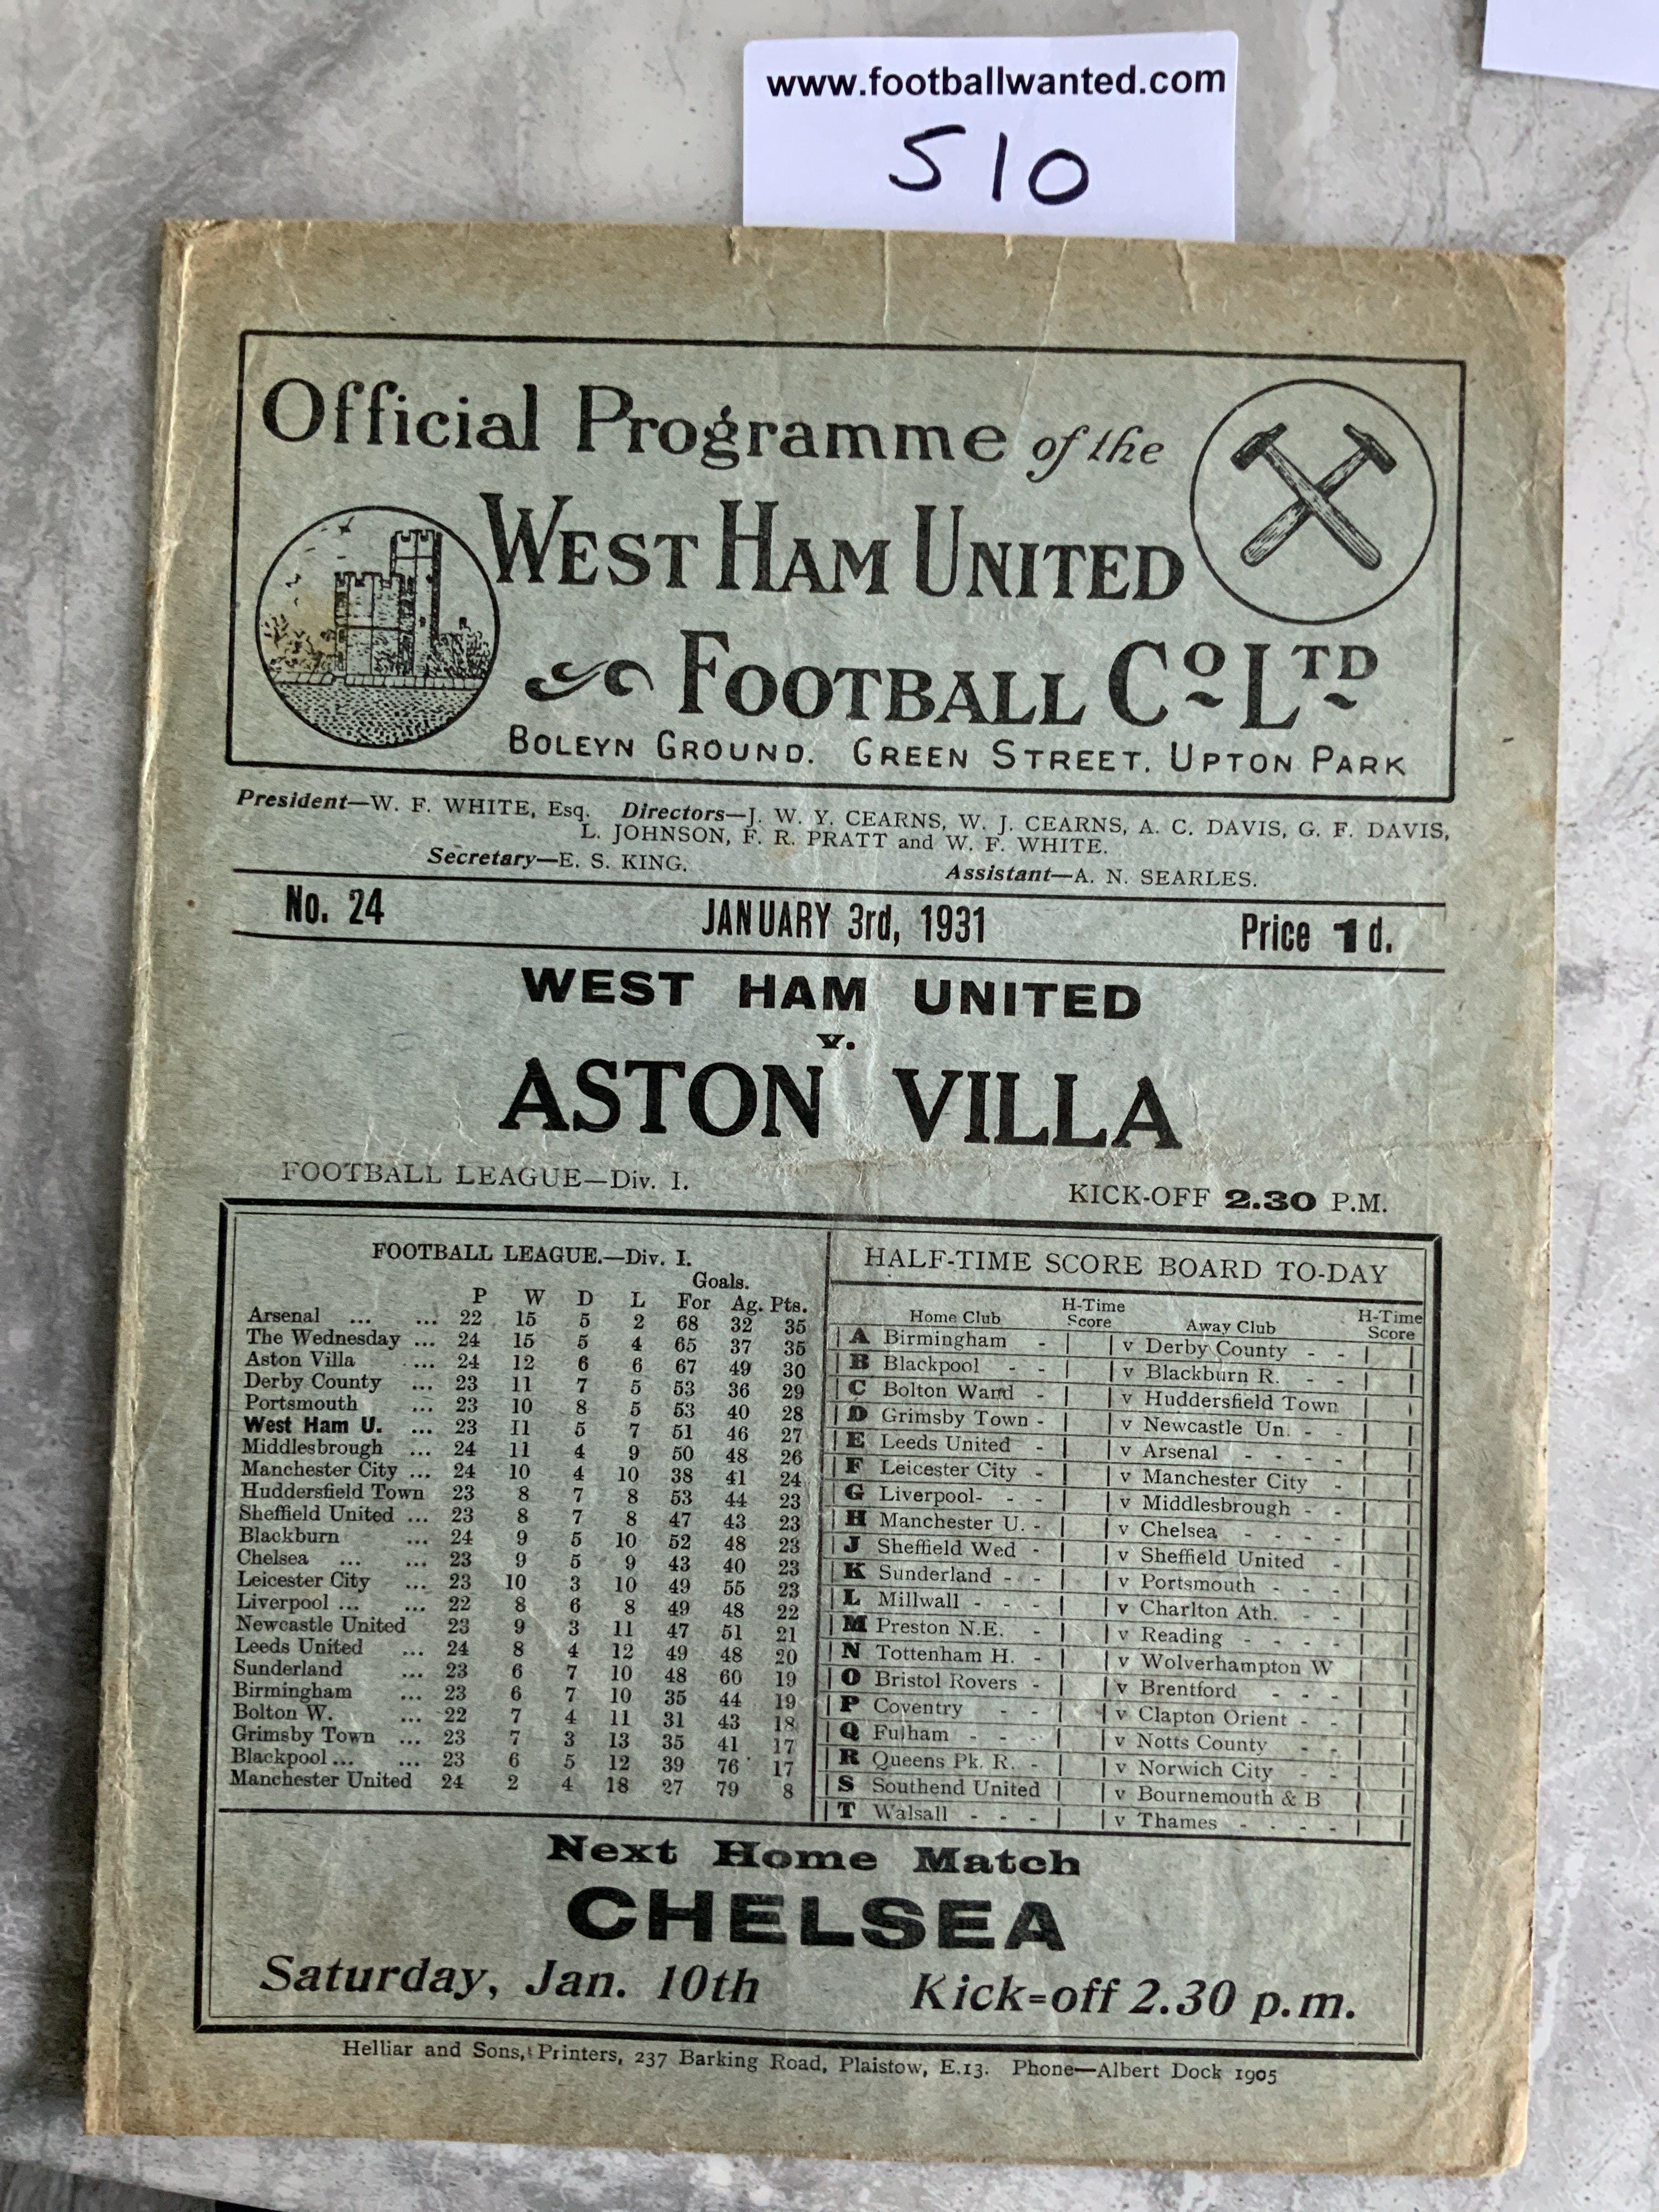 www.footballwanted.com
510
Official Programme of the
WEST HAM UNITED
FOOTBALL Co LTD
BOLEYN GROUND. GREEN STREET. UPTON PARK
President—W. F. WHITE, Esq. Directors—J. W. Y. CEARNS, W. J. CEARNS, A. C. DAVIS, G. F. DAVIS,
L. JOHNSON, F. R. PRATT and W. F. WHITE.
Secretary—E. S. KING. Assistant—A. N. SEARLES.
No. 24 JANUARY 3rd, 1931 Price 1d.
WEST HAM UNITED
v.
ASTON VILLA
FOOTBALL LEAGUE—Div. I. KICK-OFF 2.30 P.M.
FOOTBALL LEAGUE.—Div. I.
Goals.
P W D L For Ag. Pts.
Arsenal ... ... 22 15 5 2 68 32 35
The Wednesday ... 24 15 5 4 65 37 35
Aston Villa ... 24 12 6 6 67 49 30
Derby County ... 23 11 7 5 53 36 29
Portsmouth ... 23 10 8 5 53 40 28
West Ham U. ... 23 11 5 7 51 46 27
Middlesbrough ... 24 11 4 9 50 48 26
Manchester City ... 24 10 4 10 38 41 24
Huddersfield Town 23 8 7 8 53 44 23
Sheffield United ... 23 8 7 8 47 43 23
Blackburn ... 24 9 5 10 52 48 23
Chelsea ... ... 23 9 5 9 43 40 23
Leicester City ... 23 10 3 10 49 55 23
Liverpool ... ... 22 8 6 8 49 48 22
Newcastle United 23 9 3 11 47 51 21
Leeds United ... 24 8 4 12 49 48 20
Sunderland ... 23 6 7 10 48 60 19
Birmingham ... 23 6 7 10 35 44 19
Bolton W. ... 22 7 4 11 31 43 18
Grimsby Town ... 23 7 3 13 35 41 17
Blackpool ... ... 23 6 5 12 39 76 17
Manchester United 24 2 4 18 27 79 8
HALF-TIME SCORE BOARD TO-DAY
Home Club H-Time Score Away Club H-Time Score
A Birmingham - v Derby County - -
B Blackpool - - v Blackburn R. - -
C Bolton Wand - v Huddersfield Town
D Grimsby Town - v Newcastle Un. - -
E Leeds United - v Arsenal - - - -
F Leicester City - v Manchester City -
G Liverpool- - - v Middlesbrough - -
H Manchester U. - v Chelsea - - - -
J Sheffield Wed - v Sheffield United -
K Sunderland - - v Portsmouth - - -
L Millwall - - - v Charlton Ath. - -
M Preston N.E. - v Reading - - - -
N Tottenham H. - v Wolverhampton W
O Bristol Rovers - v Brentford - - -
P Coventry - - v Clapton Orient - -
Q Fulham - - - v Notts County - -
R Queens Pk. R. - v Norwich City - -
S Southend United v Bournemouth & B
T Walsall - - - v Thames - - - -
Next Home Match
CHELSEA
Saturday, Jan. 10th Kick=off 2.30 p.m.
Helliar and Sons, Printers, 237 Barking Road, Plaistow, E.13. Phone—Albert Dock 1905